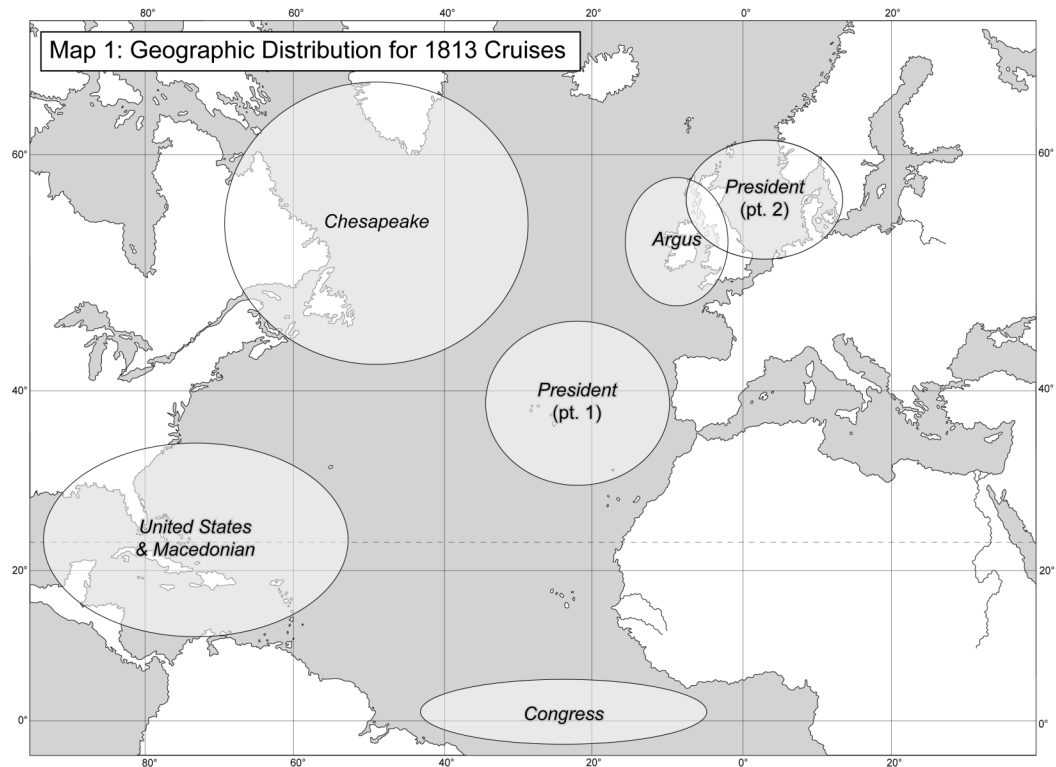 80° 60° 40° 20° 0° 20°
Map 1: Geographic Distribution for 1813 Cruises
60° 60°
President
(pt. 2)
Chesapeake
Argus
40° 40°
President
(pt. 1)
United States
& Macedonian
20° 20°
Congress
0° 0°
80° 60° 40° 20° 0° 20°